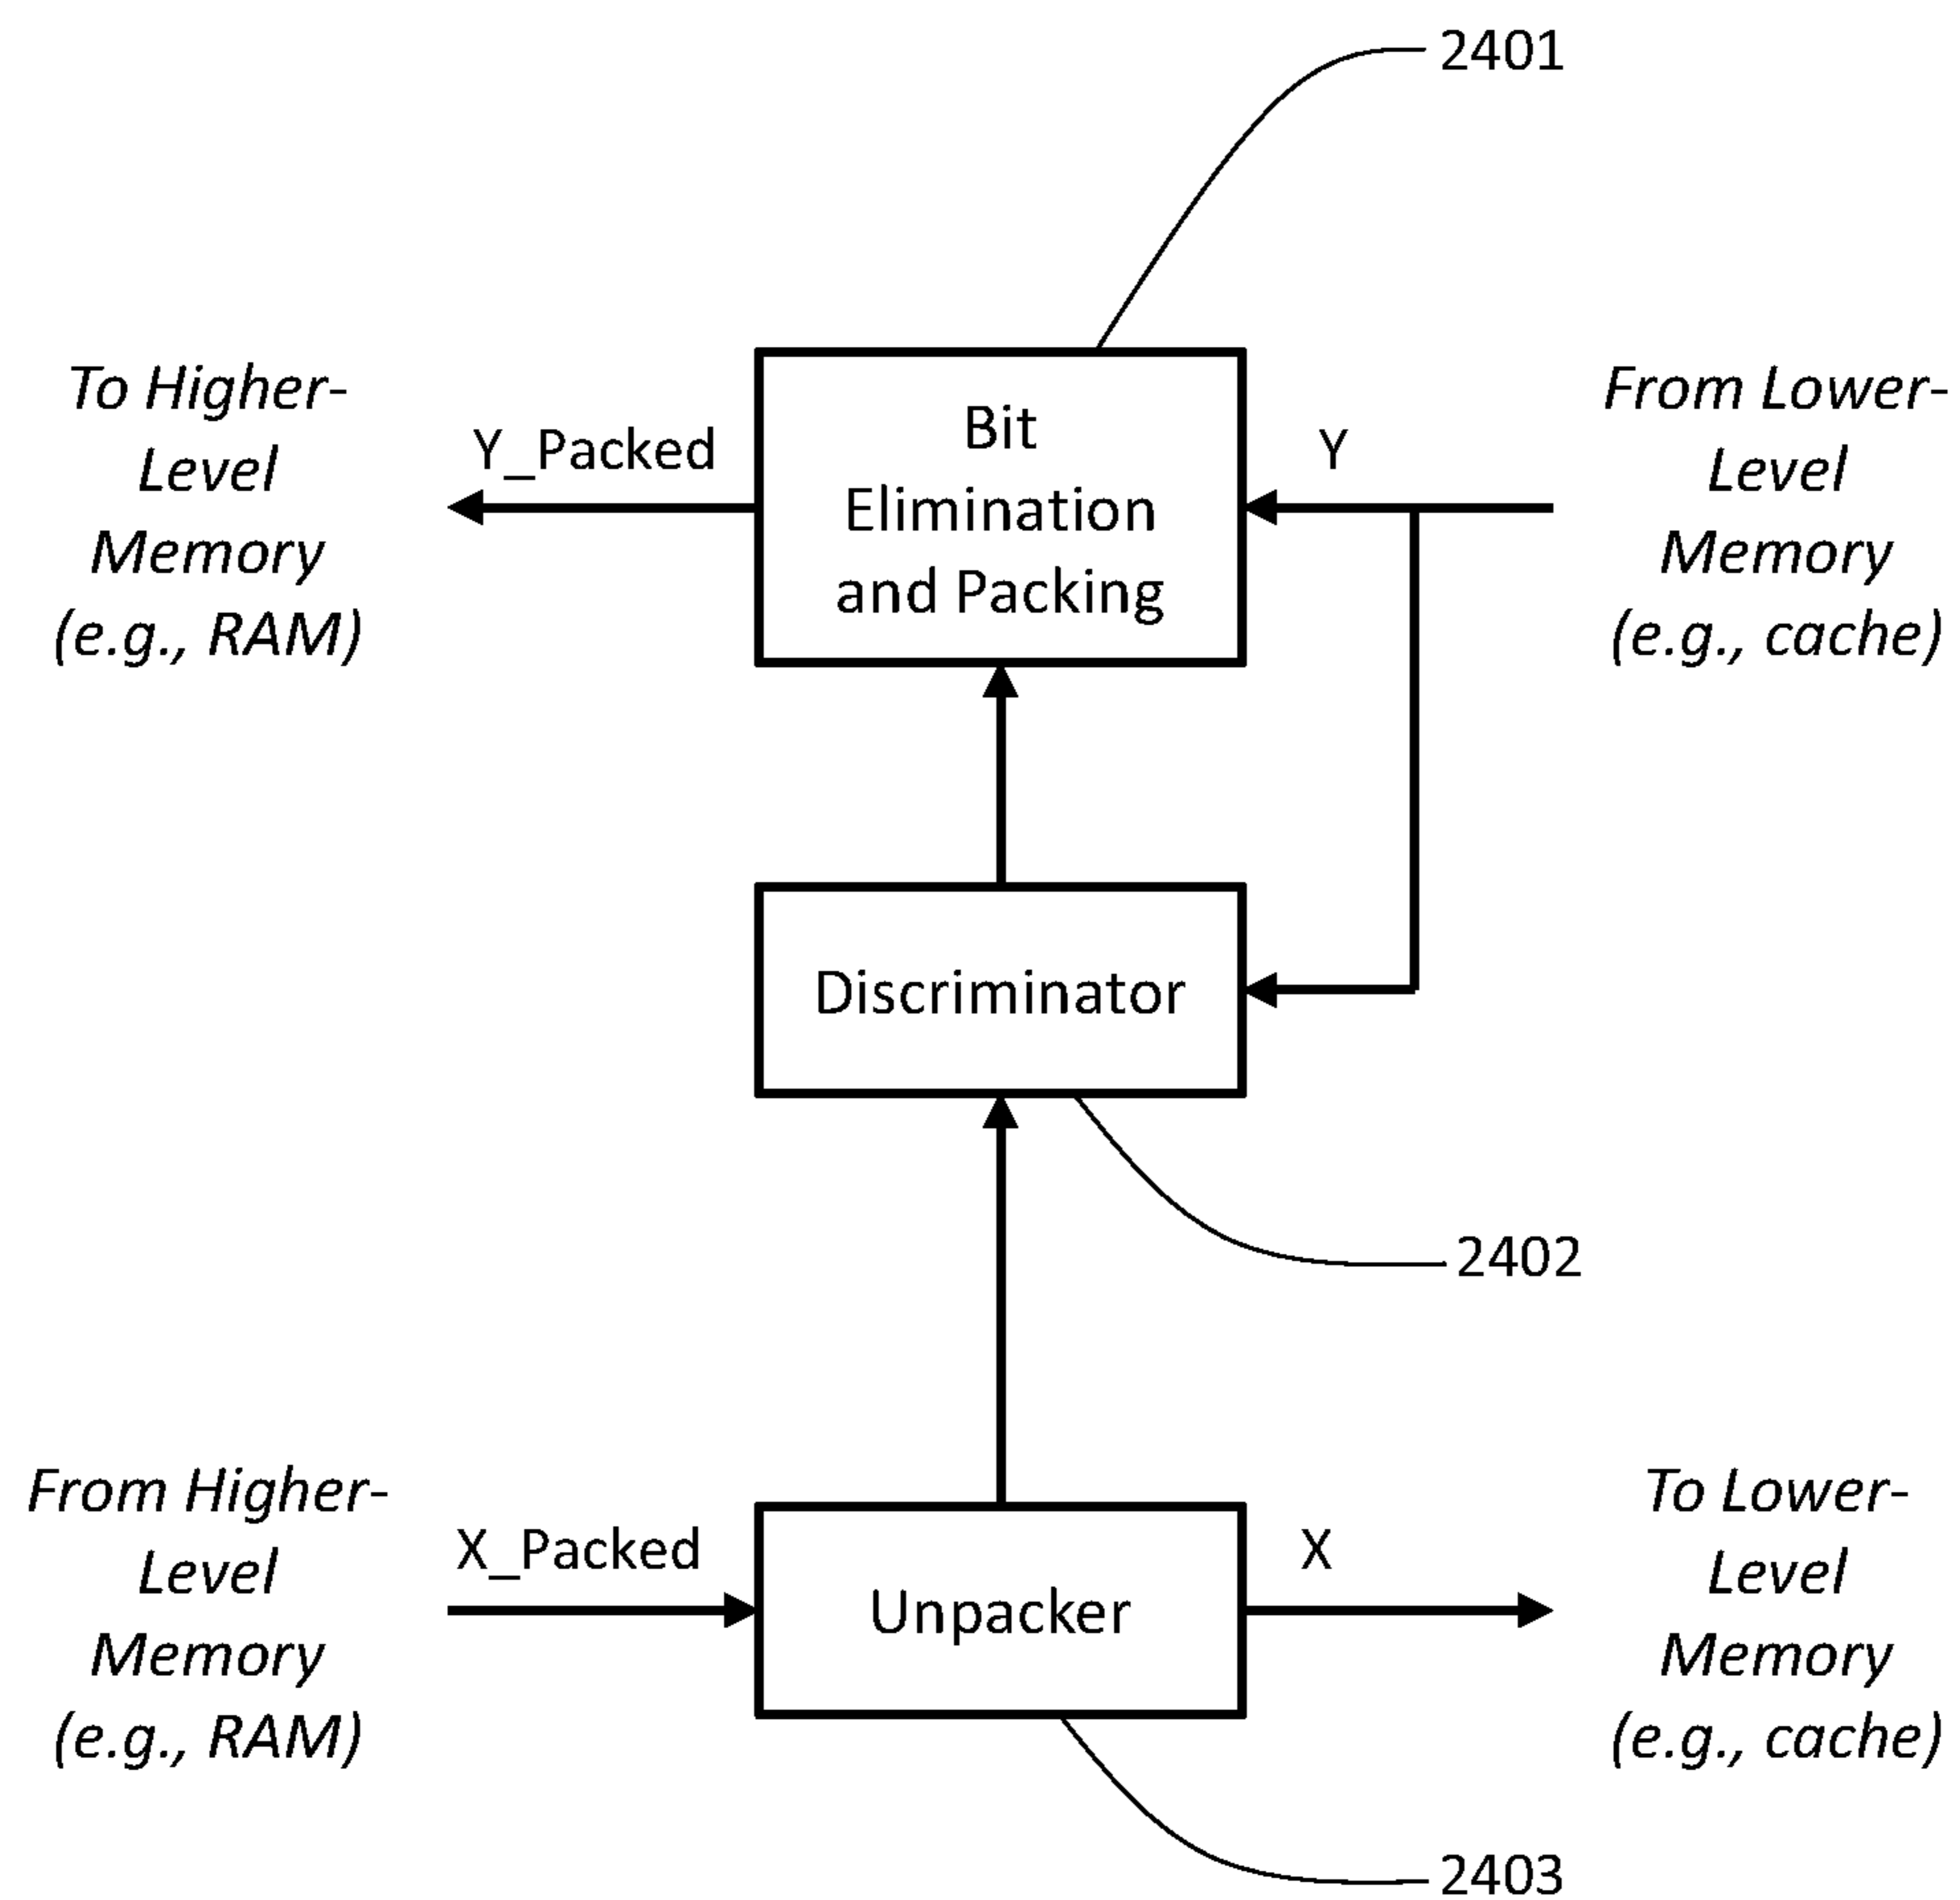 2401
To Higher-
Level
Memory
(e.g., RAM)
Y_Packed
Bit
Elimination
and Packing
Y
From Lower-
Level
Memory
(e.g., cache)
Discriminator
2402
From Higher-
Level
Memory
(e.g., RAM)
X_Packed
Unpacker
X
To Lower-
Level
Memory
(e.g., cache)
2403